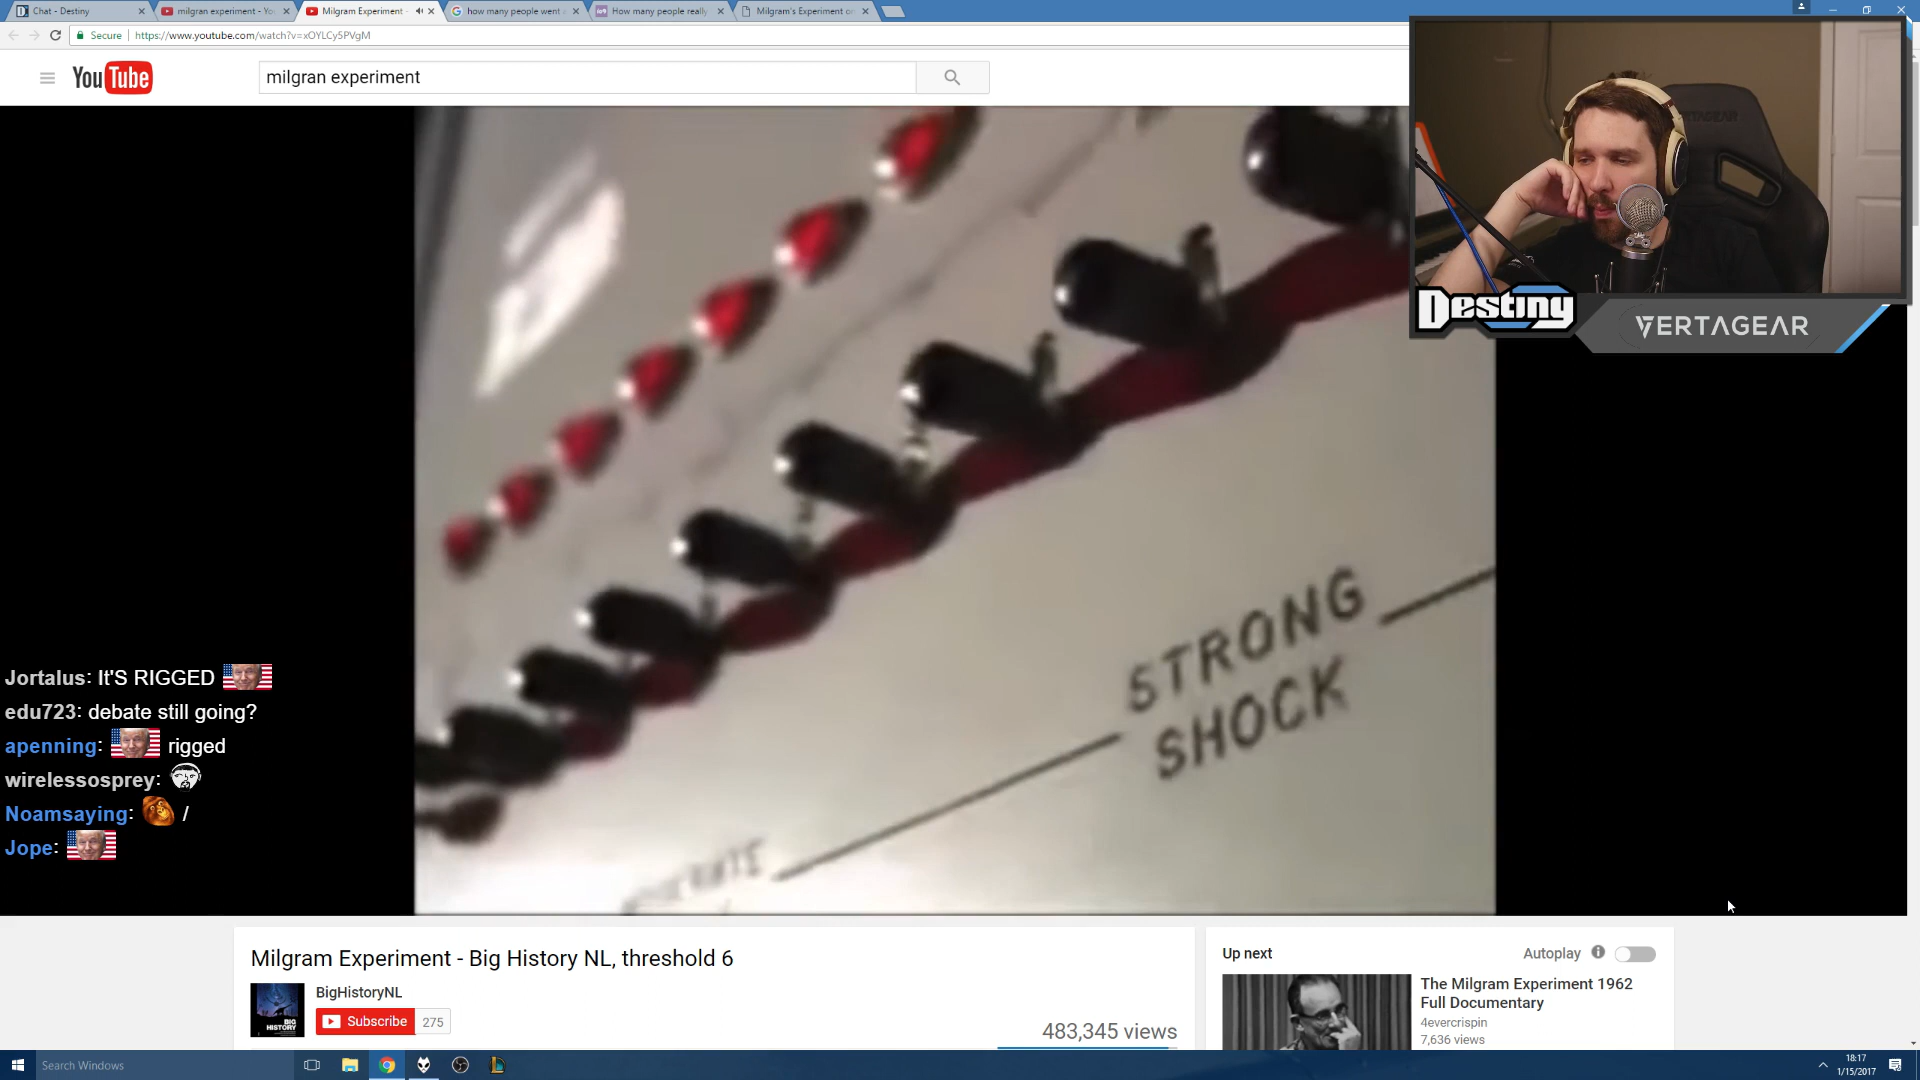 Chat - Destiny
milgran experiment - Yo
Milgram Experiment -
how many people went
How many people really
Milgram's Experiment on
Secure
https://www.youtube.com/watch?v=xOYLCy5PVgM
YouTube
milgran experiment
VERTAGEAR
Destiny
VERTAGEAR
STRONG
SHOCK
Jortalus: It'S RIGGED
edu723: debate still going?
apenning: rigged
wirelessosprey:
Noamsaying: /
Jope:
Milgram Experiment - Big History NL, threshold 6
BigHistoryNL
BIG
HISTORY
Subscribe 275
483,345 views
Up next
Autoplay
The Milgram Experiment 1962
Full Documentary
4evercrispin
7,636 views
Search Windows
18:17
1/15/2017